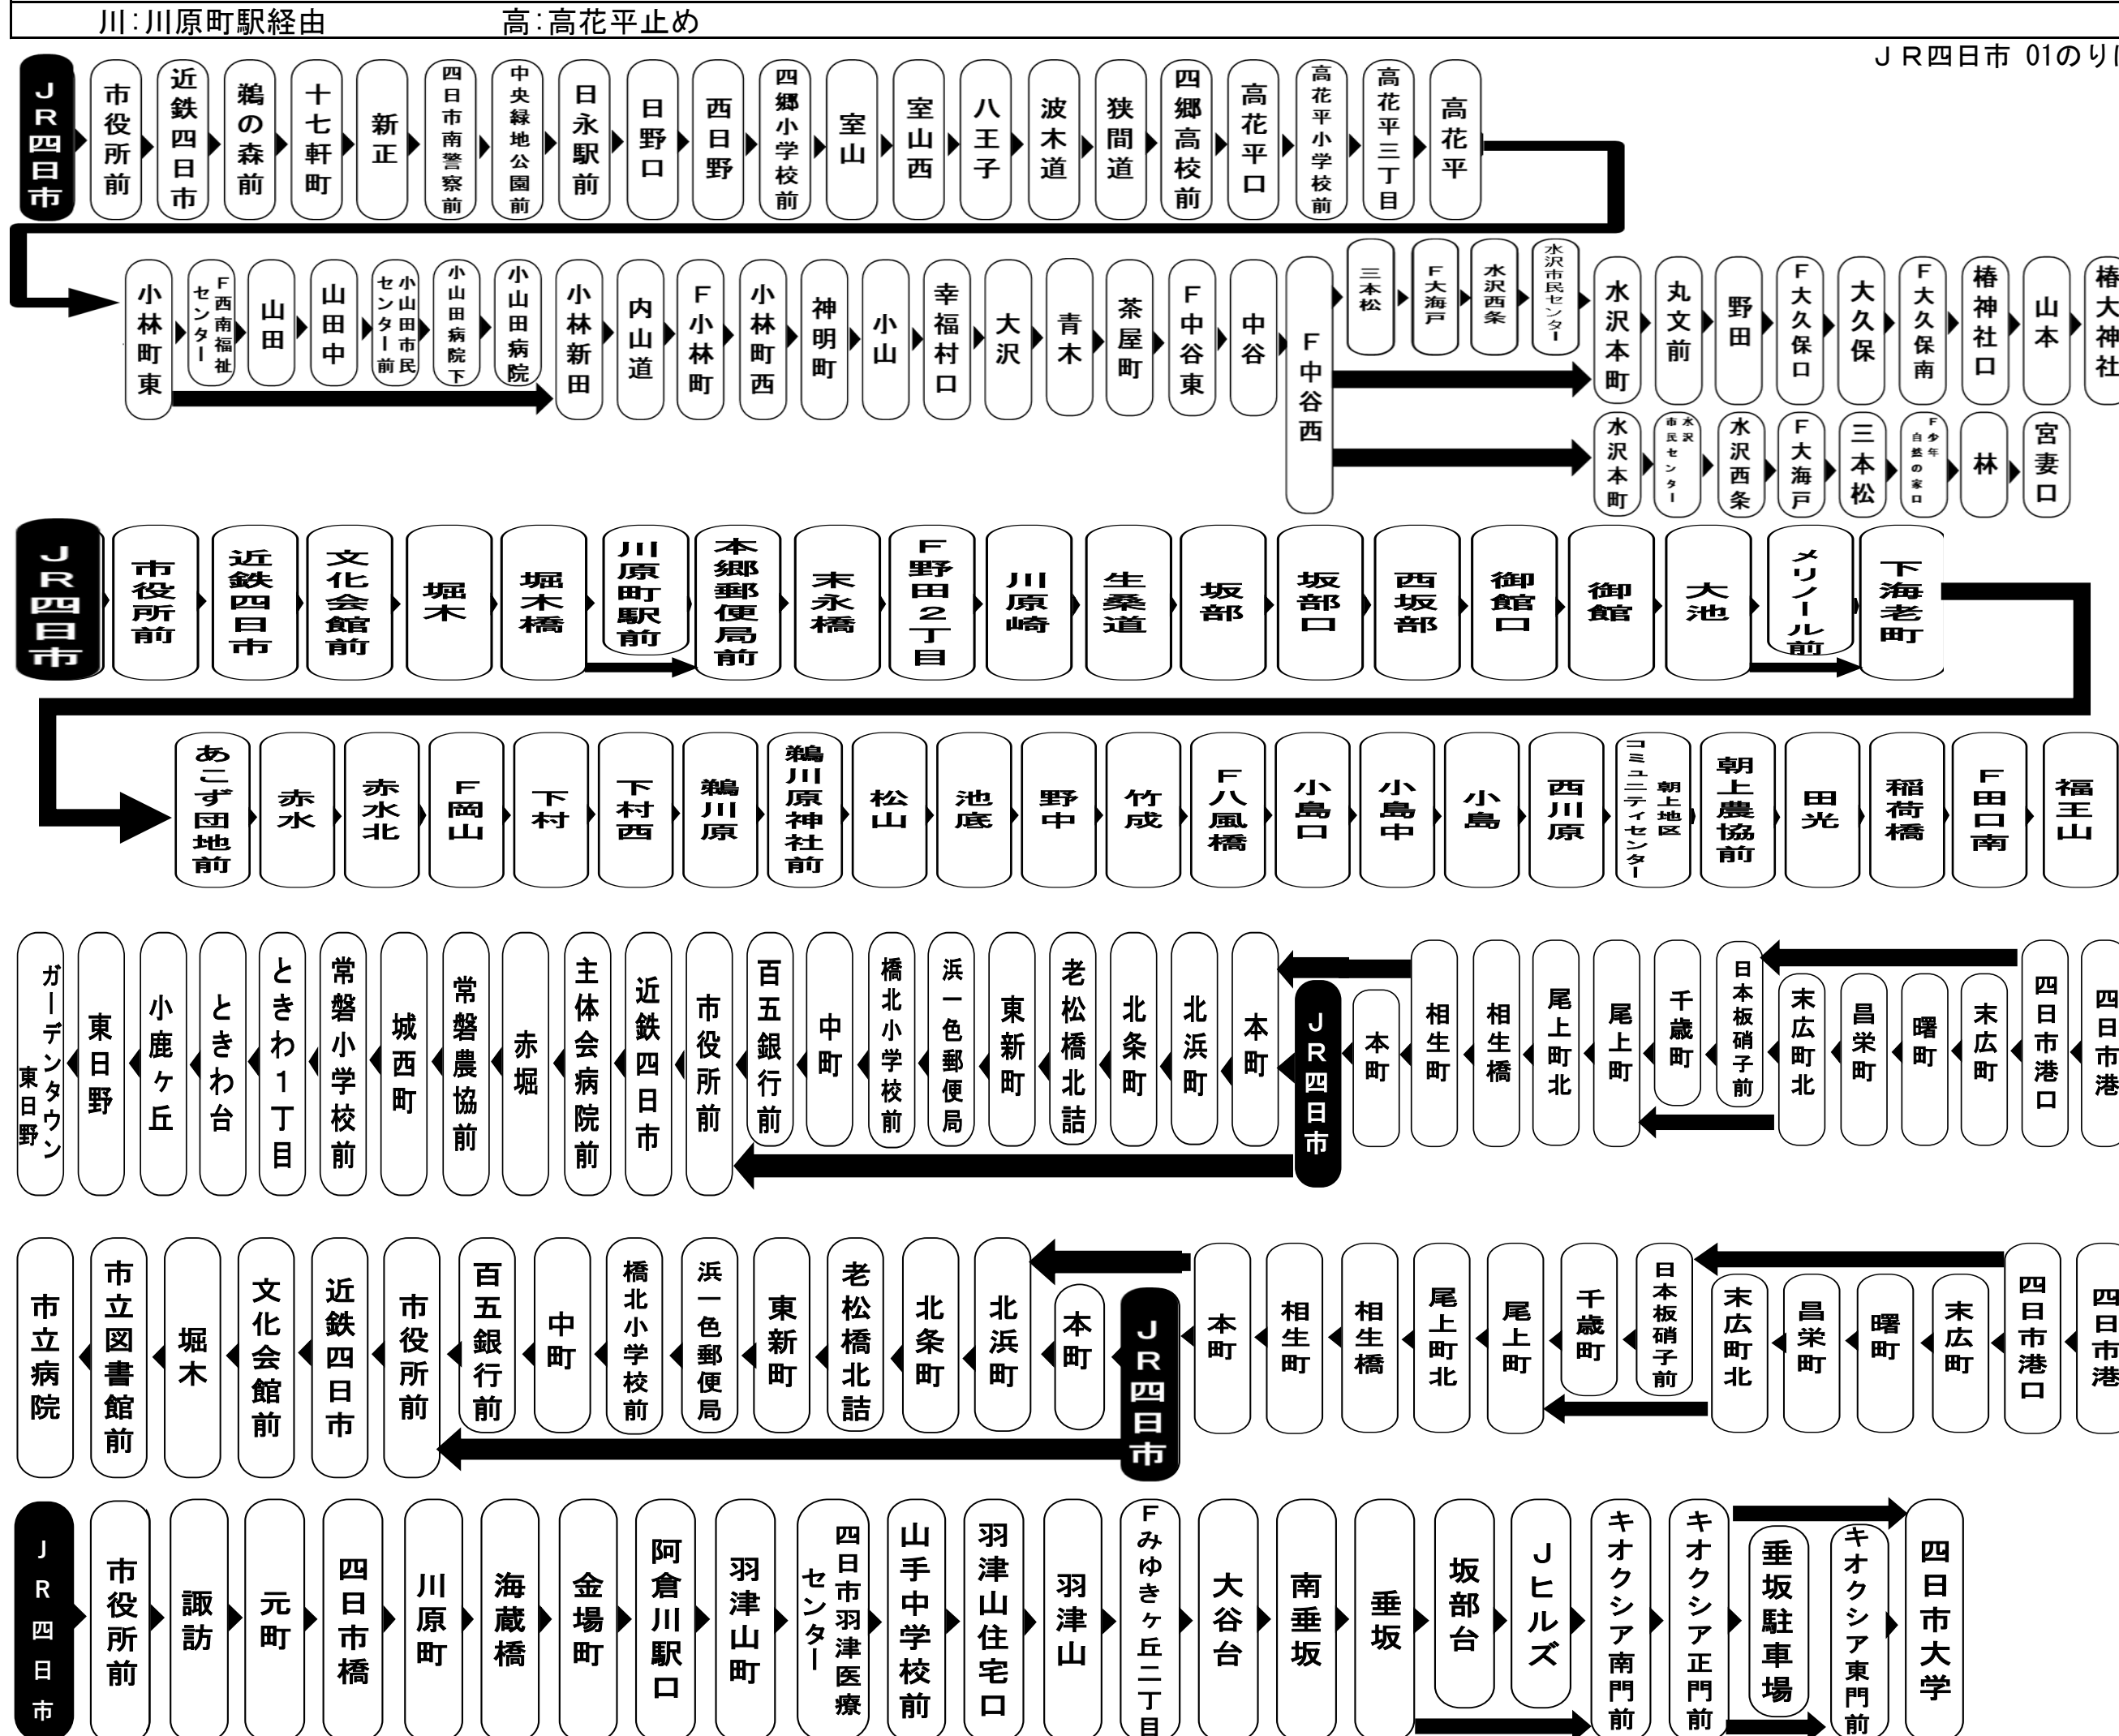 川：川原町駅経由
高：高花平止め
ＪＲ四日市 01のり
ＪＲ四日市
市役所前
近鉄四日市
鵜の森前
十七軒町
新正
四日市南警察前
中央緑地公園前
日永駅前
日野口
西日野
四郷小学校前
室山
室山西
八王子
波木道
狭間道
四郷高校前
高花平口
高花平小学校前
高花平三丁目
高花平
小林町東
Ｆ西南福祉
センター
山田
山田中
小山田市民
センター前
小山田病院下
小山田病院
小林新田
内山道
Ｆ小林町
小林町西
神明町
小山
幸福村口
大沢
青木
茶屋町
Ｆ中谷東
中谷
Ｆ中谷西
三本松
Ｆ大海戸
水沢西条
水沢市民センター
水沢本町
丸文前
野田
Ｆ大久保口
大久保
Ｆ大久保南
椿神社口
山本
椿大神社
水沢本町
水沢
市民センター
水沢西条
Ｆ大海戸
三本松
Ｆ少年
自然の家口
林
宮妻口
ＪＲ四日市
市役所前
近鉄四日市
文化会館前
堀木
堀木橋
川原町駅前
本郷郵便局前
末永橋
Ｆ野田２丁目
川原崎
生桑道
坂部
坂部口
西坂部
御館口
御館
大池
メリノール前
下海老町
あこず団地前
赤水
赤水北
Ｆ岡山
下村
下村西
鵜川原
鵜川原神社前
松山
池底
野中
竹成
Ｆ八風橋
小島口
小島中
小島
西川原
朝上地区
コミュニティセンター
朝上農協前
田光
稲荷橋
Ｆ田口南
福王山
ガーデンタウン
東日野
東日野
小鹿ヶ丘
ときわ台
ときわ１丁目
常磐小学校前
城西町
常磐農協前
赤堀
主体会病院前
近鉄四日市
市役所前
百五銀行前
中町
橋北小学校前
浜一色郵便局
東新町
老松橋北詰
北条町
北浜町
本町
ＪＲ四日市
本町
相生町
相生橋
尾上町北
尾上町
千歳町
日本板硝子前
末広町北
昌栄町
曙町
末広町
四日市港口
四日市港
市立病院
市立図書館前
堀木
文化会館前
近鉄四日市
市役所前
百五銀行前
中町
橋北小学校前
浜一色郵便局
東新町
老松橋北詰
北条町
北浜町
本町
ＪＲ四日市
本町
相生町
相生橋
尾上町北
尾上町
千歳町
日本板硝子前
末広町北
昌栄町
曙町
末広町
四日市港口
四日市港
ＪＲ四日市
市役所前
諏訪
元町
四日市橋
川原町
海蔵橋
金場町
阿倉川駅口
羽津山町
四日市羽津医療
センター
山手中学校前
羽津山住宅口
羽津山
Ｆみゆきヶ丘二丁目
大谷台
南垂坂
垂坂
坂部台
Ｊヒルズ
キオクシア南門前
キオクシア正門前
垂坂駐車場
キオクシア東門前
四日市大学